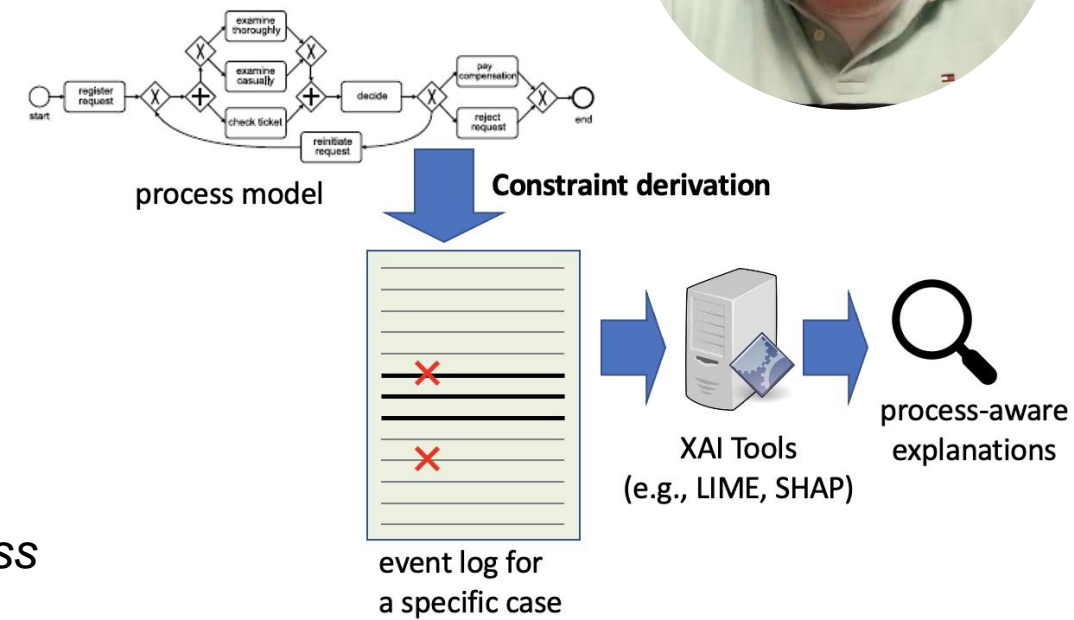 examine
thoroughly
examine
casually
check ticket
register
request
start
decide
pay
compensation
reject
request
end
reinitiate
request
process model
Constraint derivation
XAI Tools
(e.g., LIME, SHAP)
process-aware
explanations
ss
event log for
a specific case